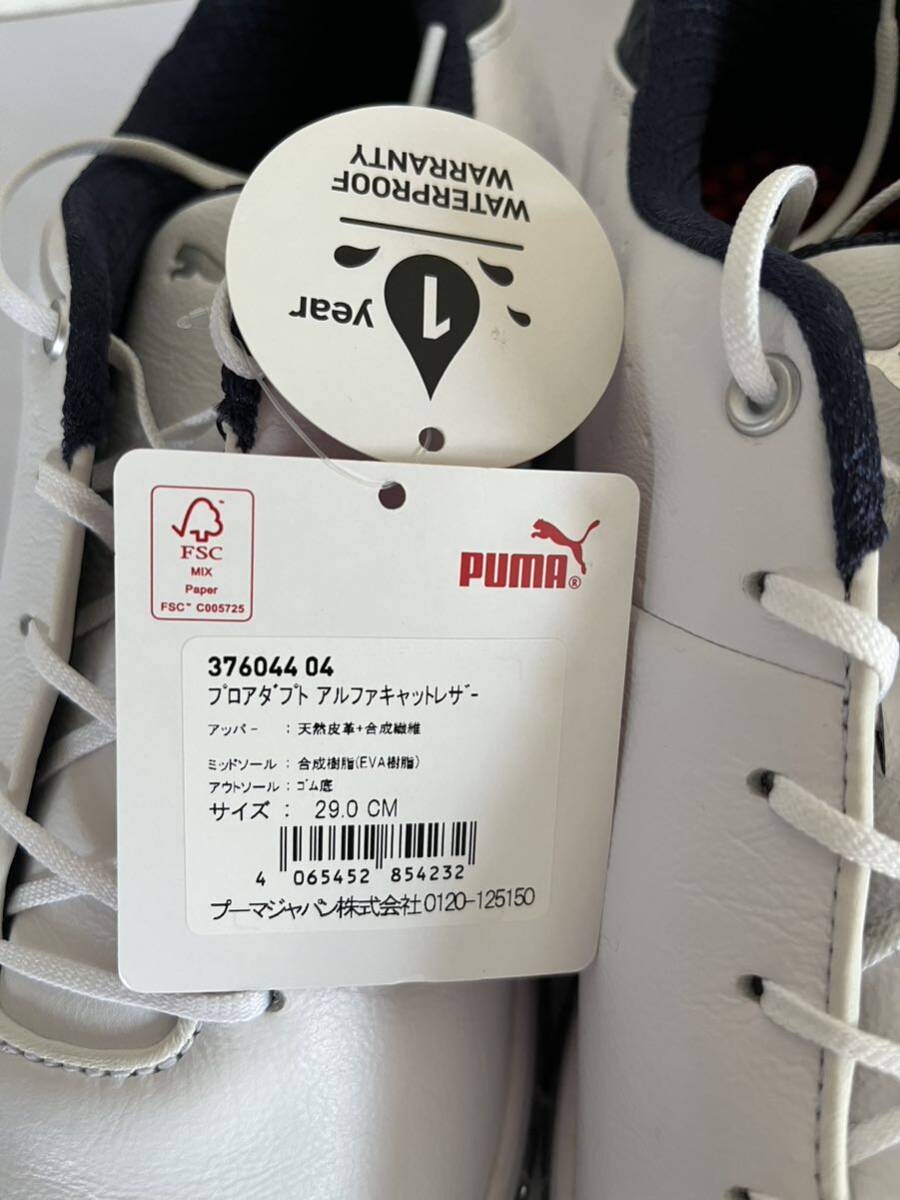 WATERPROOF
WARRANTY
1
year
FSC
MIX
Paper
FSC™ C005725
PUMA®
376044 04
プロアダプト アルファキャットレザー
アッパー : 天然皮革+合成繊維
ミッドソール : 合成樹脂(EVA樹脂)
アウトソール : ゴム底
サイズ : 29.0 CM
4 065452 854232
プーマジャパン株式会社 0120-125150